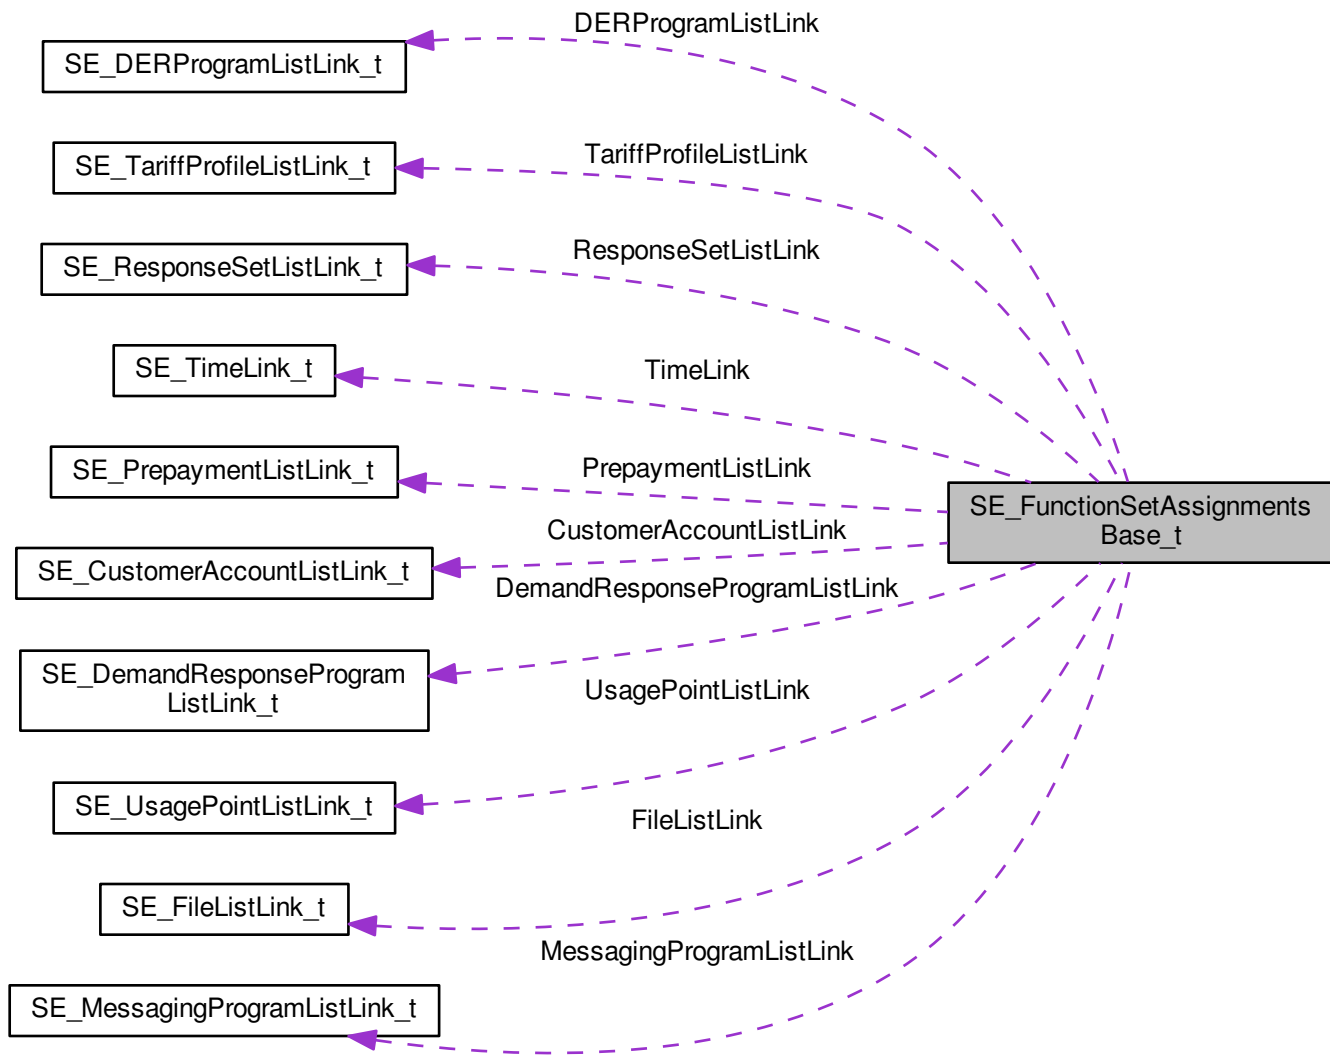 DERProgramListLink
SE_DERProgramListLink_t
TariffProfileListLink
SE_TariffProfileListLink_t
ResponseSetListLink
SE_ResponseSetListLink_t
TimeLink
SE_TimeLink_t
PrepaymentListLink
SE_PrepaymentListLink_t
SE_FunctionSetAssignments
Base_t
CustomerAccountListLink
SE_CustomerAccountListLink_t
DemandResponseProgramListLink
SE_DemandResponseProgram
ListLink_t
UsagePointListLink
SE_UsagePointListLink_t
FileListLink
SE_FileListLink_t
MessagingProgramListLink
SE_MessagingProgramListLink_t